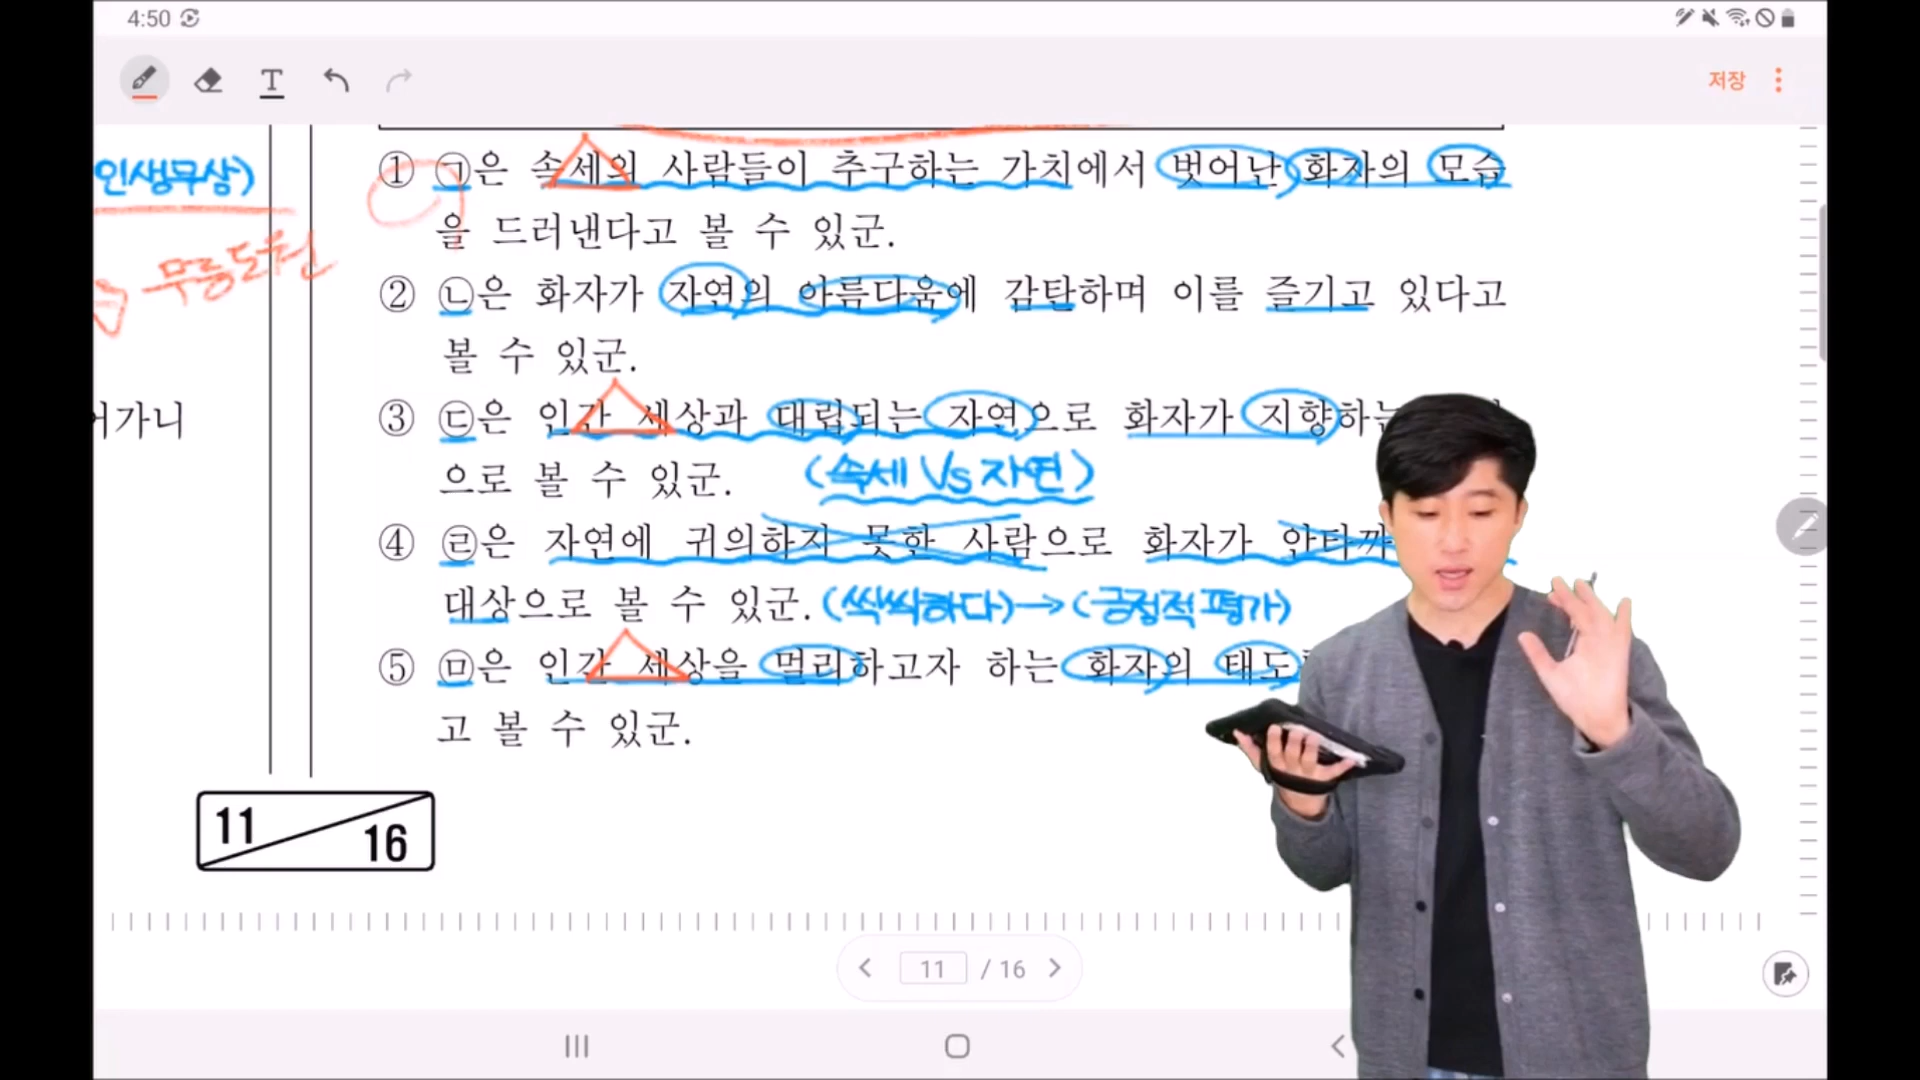 4:50
T
저장
인생무상)
무릉도원
어가니
① ㉠은 속세의 사람들이 추구하는 가치에서 벗어난 화자의 모습
을 드러낸다고 볼 수 있군.
② ㉡은 화자가 자연의 아름다움에 감탄하며 이를 즐기고 있다고
볼 수 있군.
③ ㉢은 인간 세상과 대립되는 자연으로 화자가 지향하는
으로 볼 수 있군. (속세 Vs 자연)
④ ㉣은 자연에 귀의하지 못한 사람으로 화자가 안타까
대상으로 볼 수 있군. (씩씩하다)→(긍정적 평가)
⑤ ㉤은 인간 세상을 멀리하고자 하는 화자의 태도
고 볼 수 있군.
11 16
11 / 16